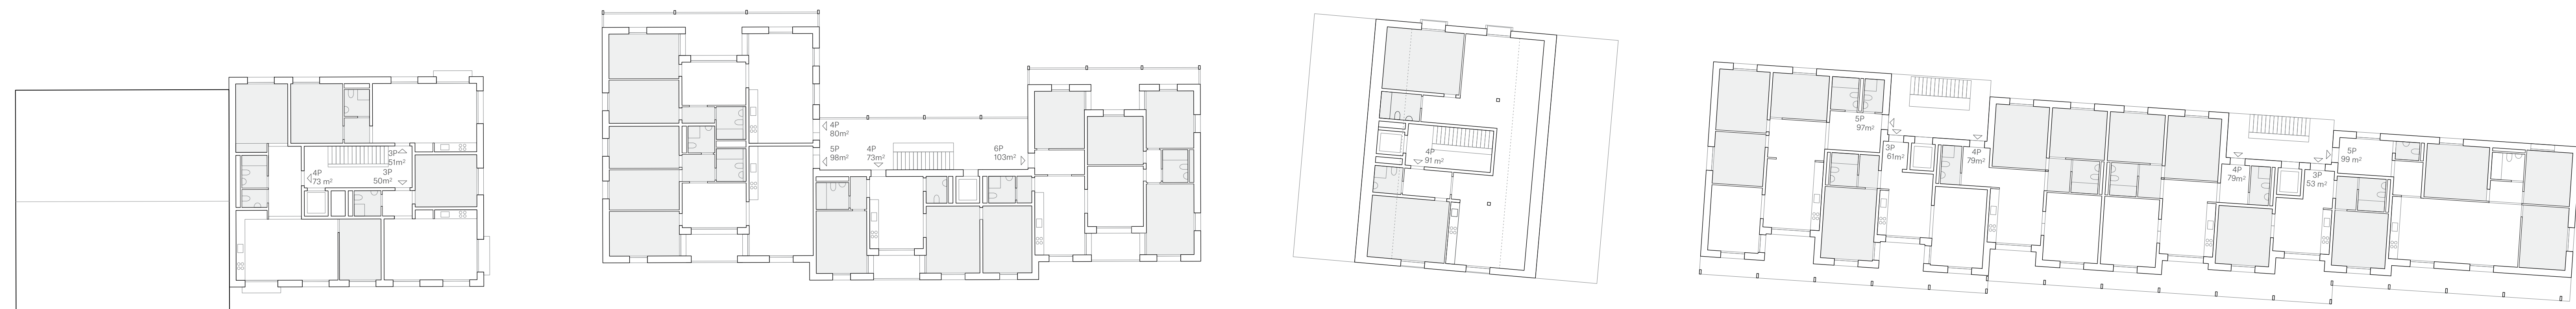 3P
51m²
4P
73 m²
3P
50m²
4P
80m²
5P
98m²
4P
73m²
6P
103m²
4P
91 m²
5P
97m²
3P
61m²
4P
79m²
4P
79m²
3P
53 m²
5P
99 m²